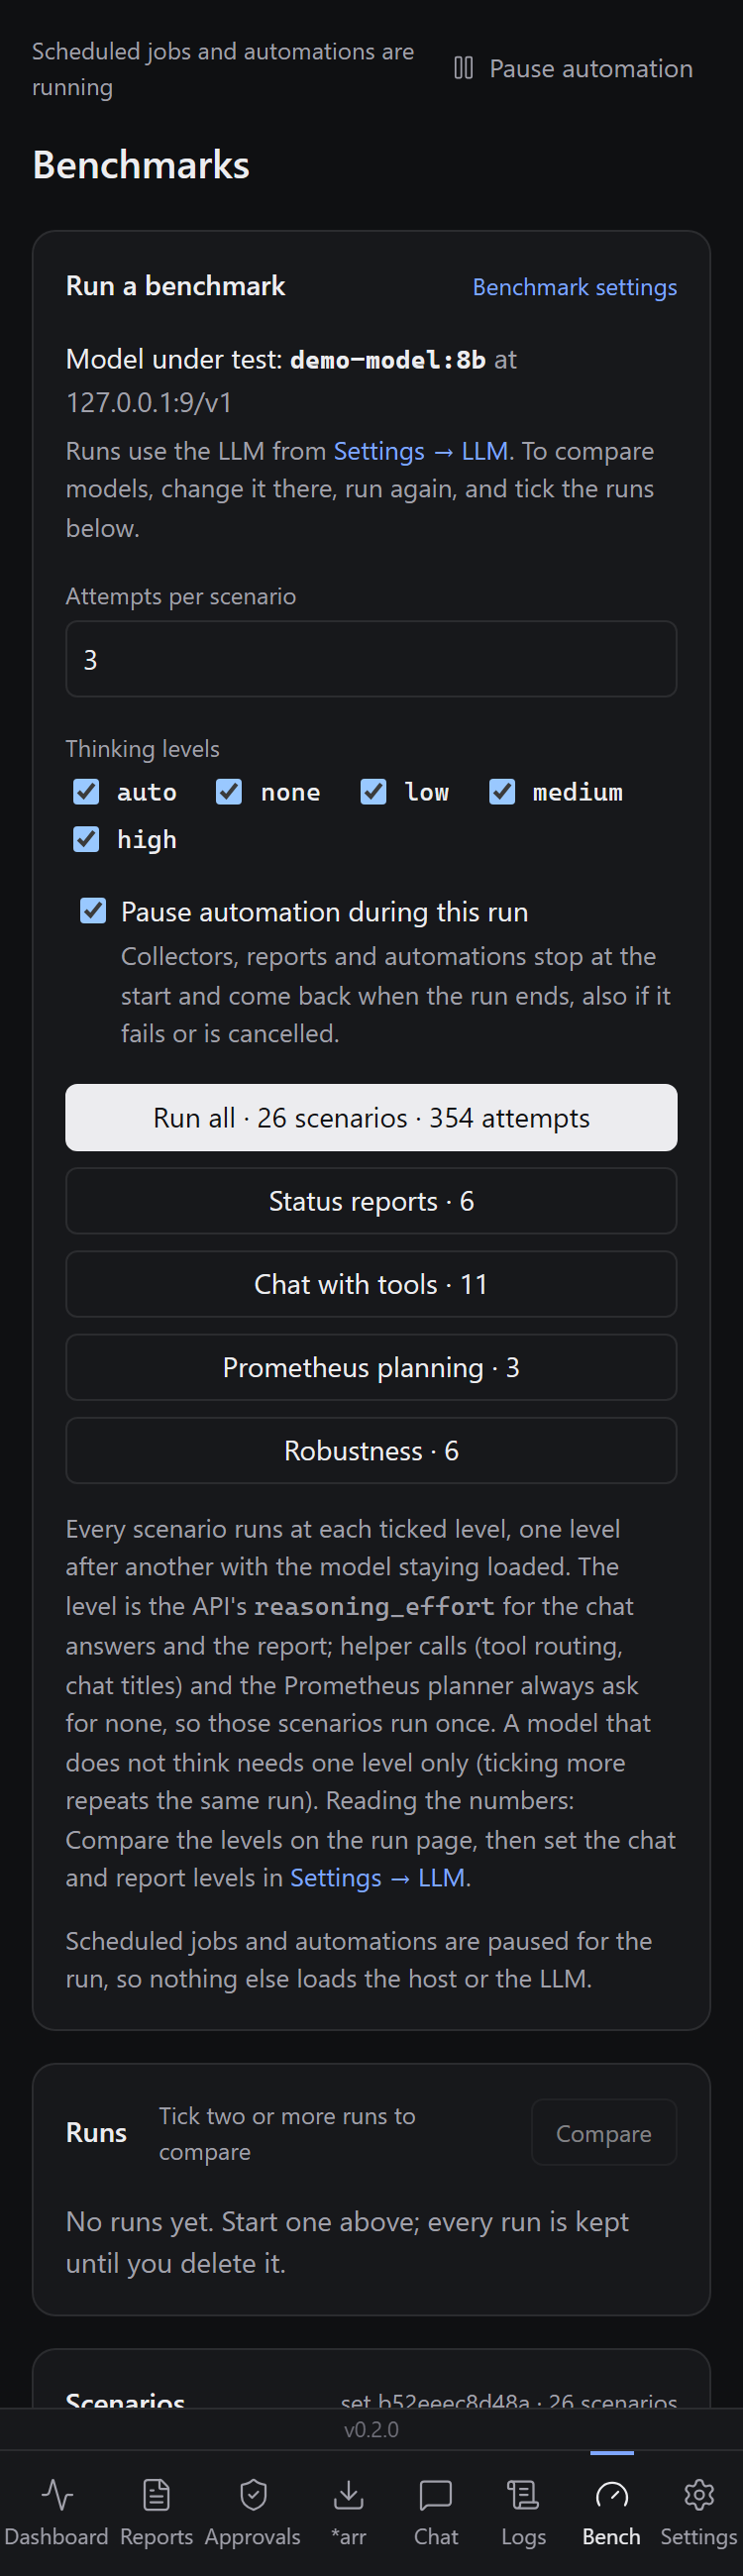 Scheduled jobs and automations are
running
Pause automation
Benchmarks
Run a benchmark
Benchmark settings
Model under test: demo-model:8b at
127.0.0.1:9/v1
Runs use the LLM from Settings → LLM. To compare
models, change it there, run again, and tick the runs
below.
Attempts per scenario
3
Thinking levels
auto none low medium
high
Pause automation during this run
Collectors, reports and automations stop at the
start and come back when the run ends, also if it
fails or is cancelled.
Run all · 26 scenarios · 354 attempts
Status reports · 6
Chat with tools · 11
Prometheus planning · 3
Robustness · 6
Every scenario runs at each ticked level, one level
after another with the model staying loaded. The
level is the API's reasoning_effort for the chat
answers and the report; helper calls (tool routing,
chat titles) and the Prometheus planner always ask
for none, so those scenarios run once. A model that
does not think needs one level only (ticking more
repeats the same run). Reading the numbers:
Compare the levels on the run page, then set the chat
and report levels in Settings → LLM.
Scheduled jobs and automations are paused for the
run, so nothing else loads the host or the LLM.
Runs
Tick two or more runs to
compare
Compare
No runs yet. Start one above; every run is kept
until you delete it.
Scenarios
set b52eeec8d48a · 26 scenarios
v0.2.0
Dashboard Reports Approvals *arr Chat Logs Bench Settings